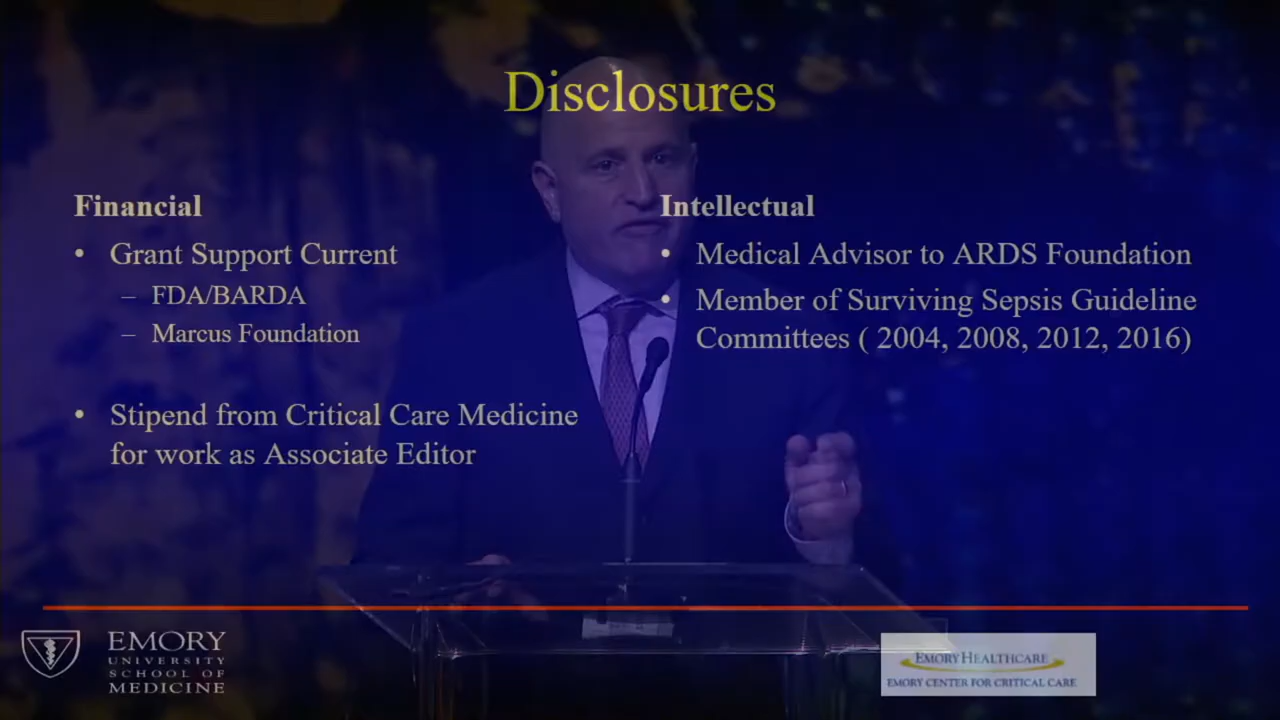 Disclosures
Financial
• Grant Support Current
– FDA/BARDA
– Marcus Foundation
• Stipend from Critical Care Medicine
for work as Associate Editor
Intellectual
• Medical Advisor to ARDS Foundation
• Member of Surviving Sepsis Guideline
Committees ( 2004, 2008, 2012, 2016)
EMORY
UNIVERSITY
SCHOOL OF
MEDICINE
EMORY HEALTHCARE
EMORY CENTER FOR CRITICAL CARE